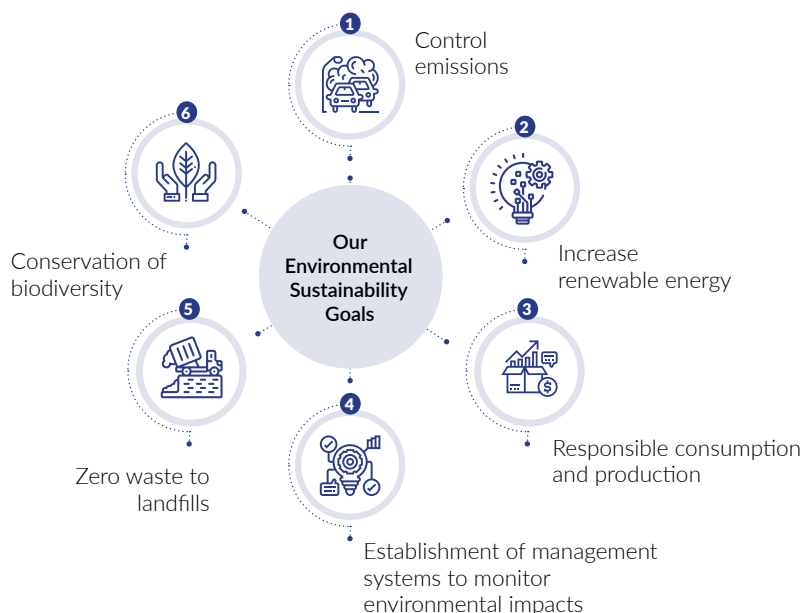 1
Control
emissions
2
Increase
renewable energy
3
Responsible consumption
and production
4
Establishment of management
systems to monitor
environmental impacts
5
Zero waste to
landfills
6
Conservation of
biodiversity
Our
Environmental
Sustainability
Goals
$